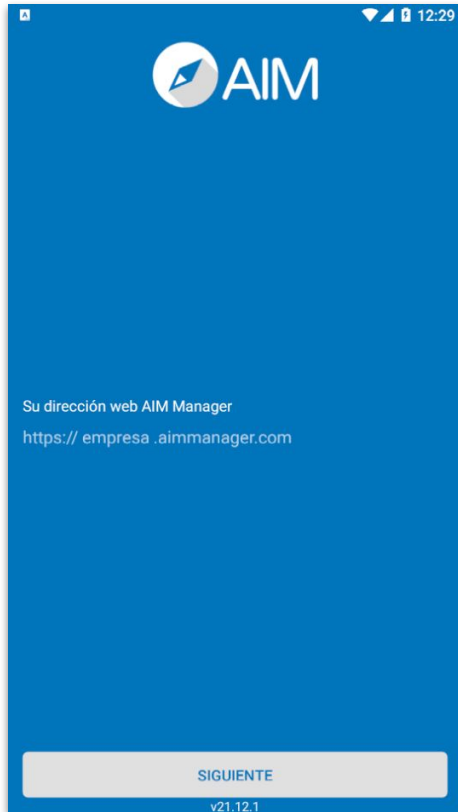 12:29
AIM
Su dirección web AIM Manager
https:// empresa .aimmanager.com
SIGUIENTE
v21.12.1